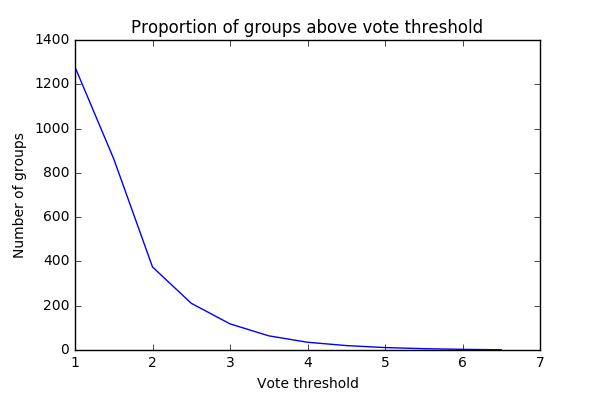 Proportion of groups above vote threshold
1400
1200
1000
800
600
400
200
0
Number of groups
1 2 3 4 5 6 7
Vote threshold